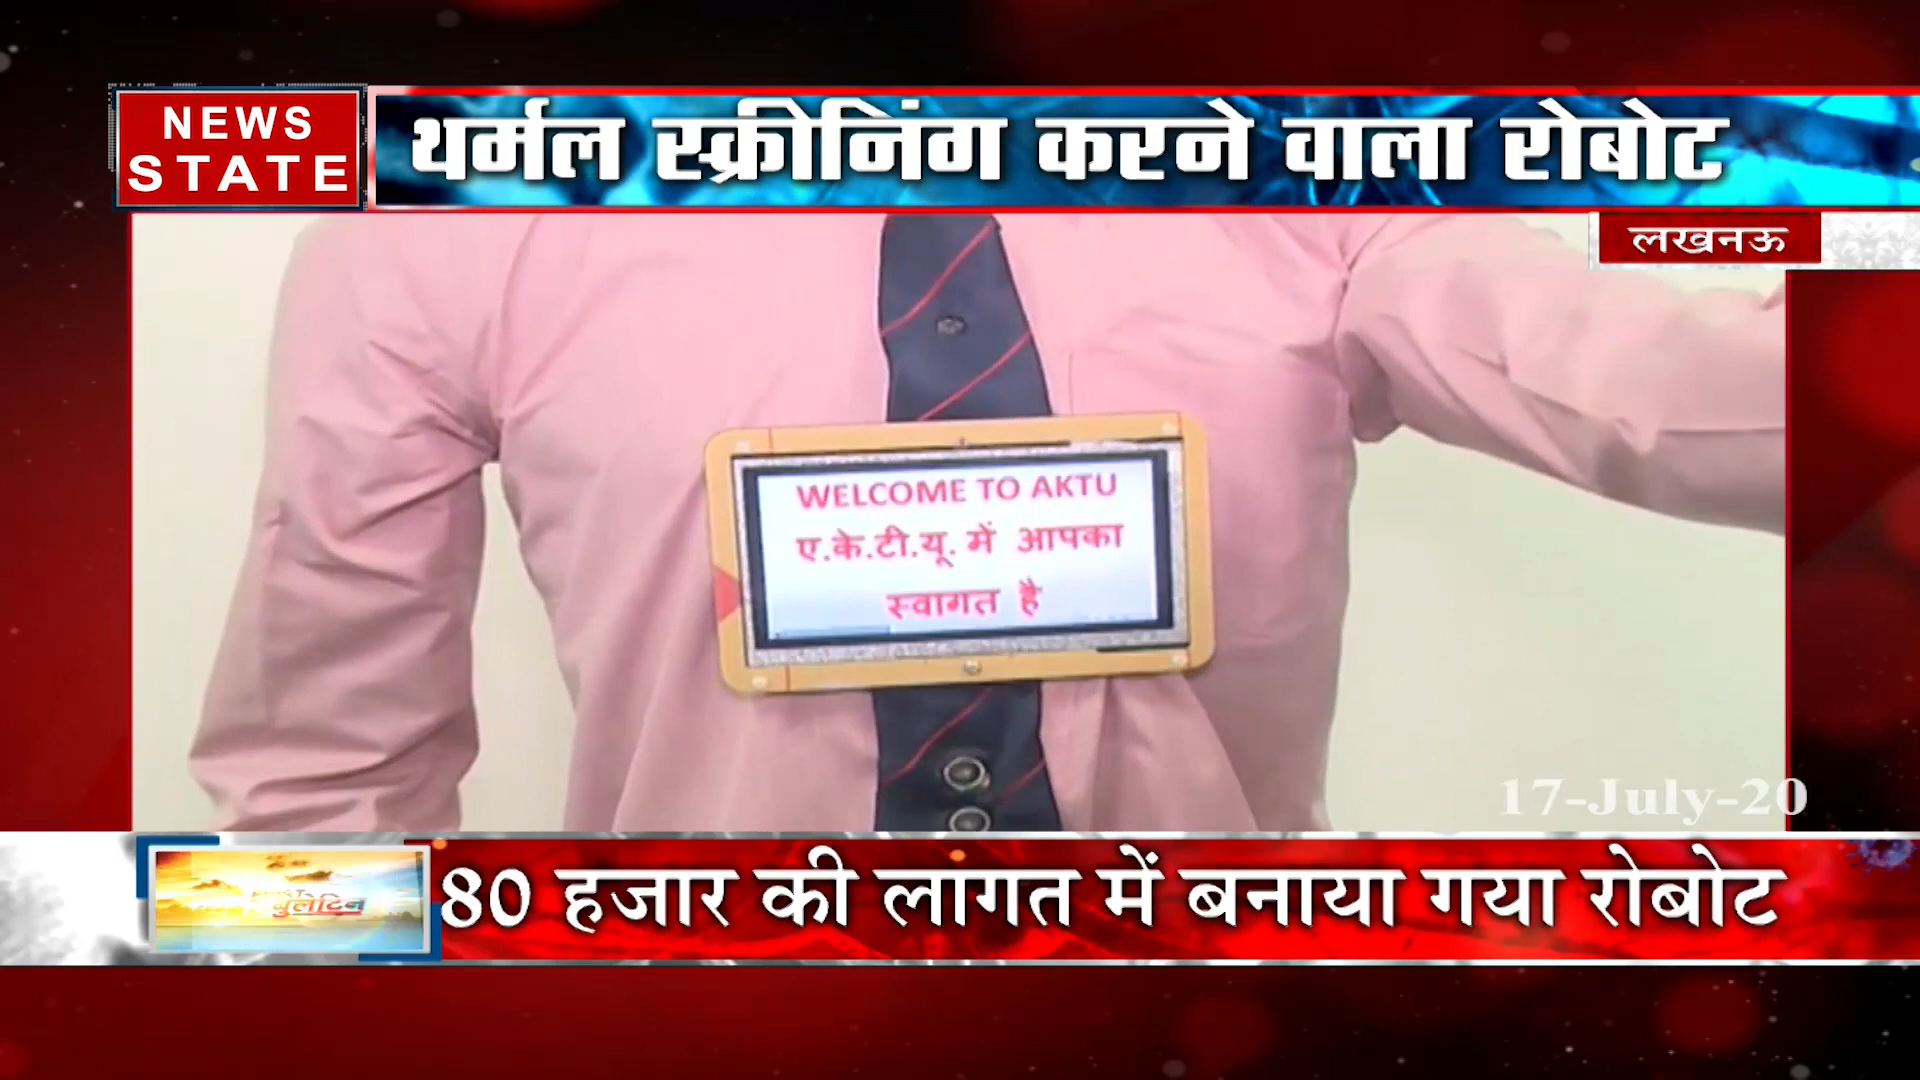 NEWS
STATE
थर्मल स्क्रीनिंग करने वाला रोबोट
लखनऊ
WELCOME TO AKTU
ए.के.टी.यू. में आपका
स्वागत है
17-July-20
बुलेटिन
80 हजार की लागत में बनाया गया रोबोट